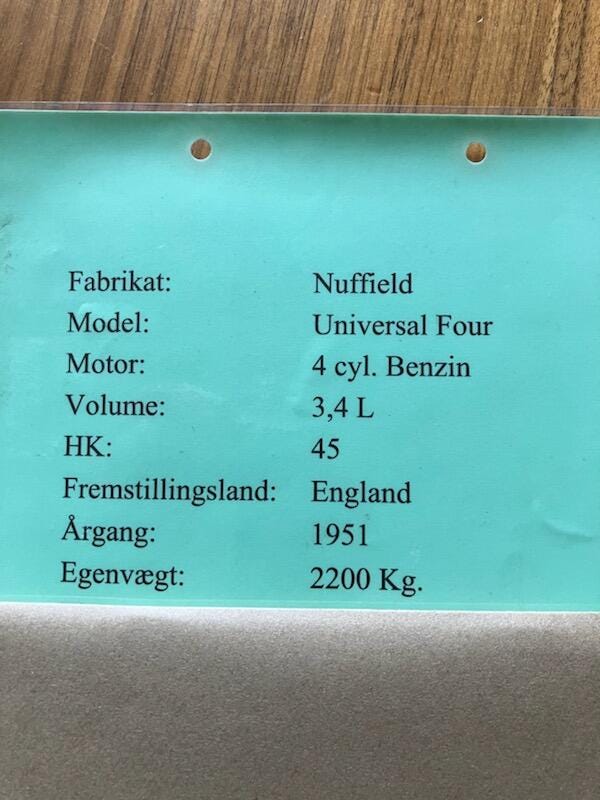 Fabrikat: Nuffield
Model: Universal Four
Motor: 4 cyl. Benzin
Volume: 3,4 L
HK: 45
Fremstillingsland: England
Årgang: 1951
Egenvægt: 2200 Kg.